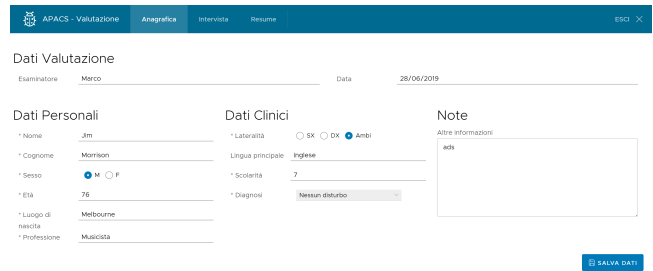 APACS - Valutazione Anagrafica Intervista Resume ESCI
Dati Valutazione
Esaminatore Marco Data 28/06/2019
Dati Personali Dati Clinici Note
* Nome Jim * Lateralità SX DX Ambi Altre Informazioni
ads
* Cognome Morrison Lingua principale Inglese
* Sesso M F * Scolarità 7
* Età 76 * Diagnosi Nessun disturbo
* Luogo di nascita Melbourne
* Professione Musicista
SALVA DATI